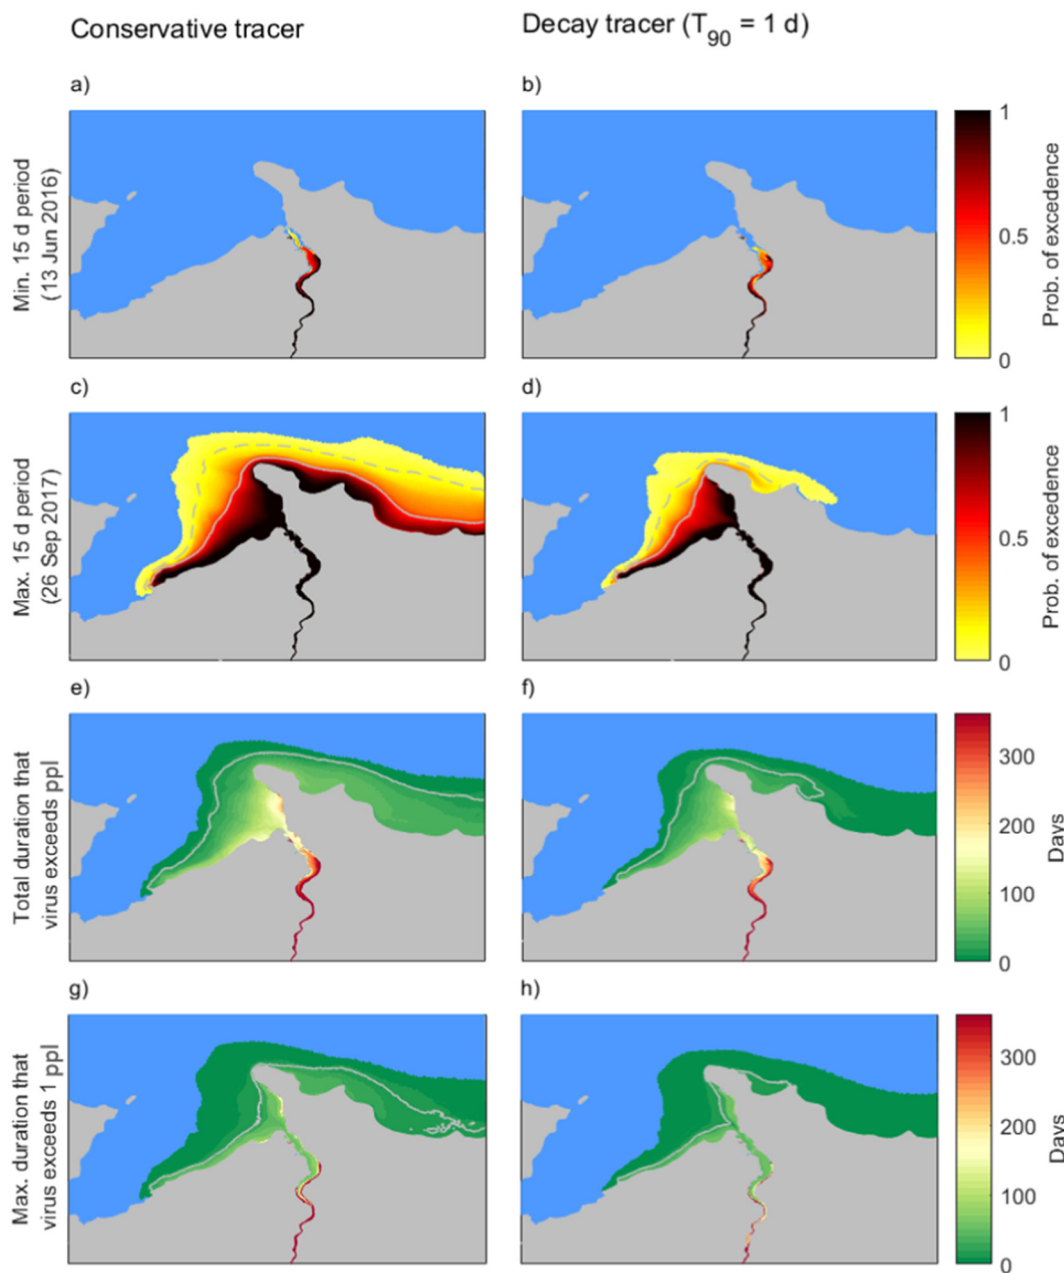 Conservative tracer
Decay tracer (T90 = 1 d)
a)
b)
Min. 15 d period
(13 Jun 2016)
1
0.5
0
Prob. of excedence
c)
d)
Max. 15 d period
(26 Sep 2017)
1
0.5
0
Prob. of excedence
e)
f)
Total duration that
virus exceeds ppl
300
200
100
0
Days
g)
h)
Max. duration that
virus exceeds 1 ppl
300
200
100
0
Days